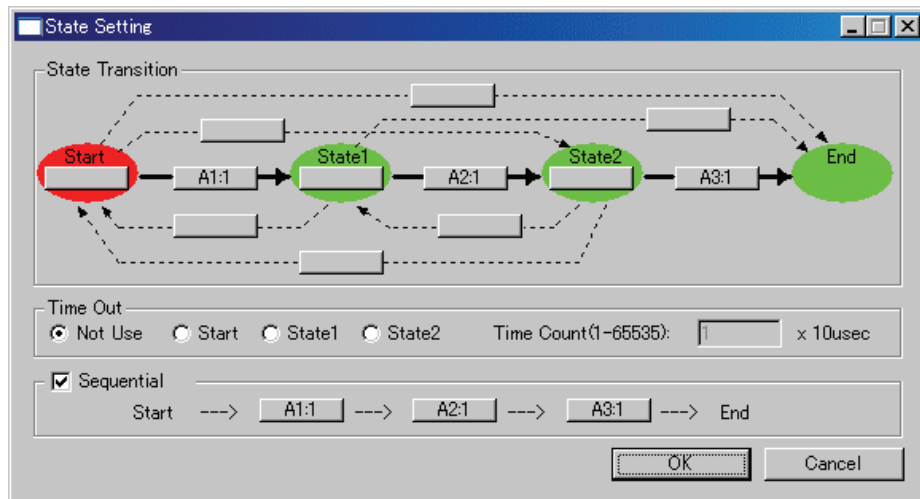 State Setting
State Transition
Start
State1
State2
End
A1:1
A2:1
A3:1
Time Out
Not Use Start State1 State2 Time Count(1-65535): 1 x 10usec
Sequential
Start ---> A1:1 ---> A2:1 ---> A3:1 ---> End
OK Cancel